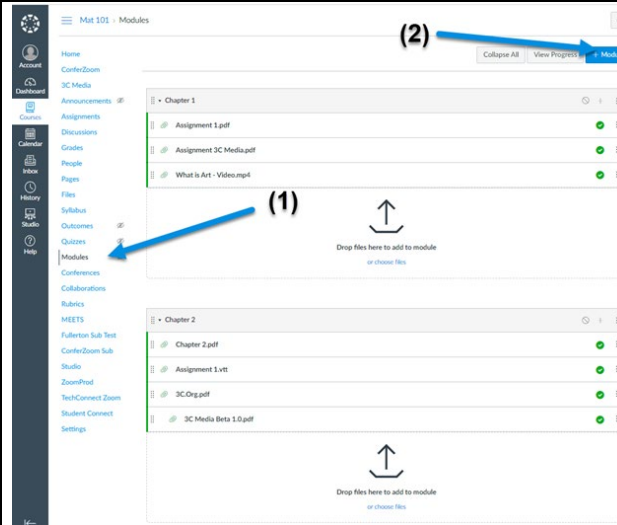 Mat 101 › Modules
(2)
Collapse All
View Progress
+ Modu
Account
Dashboard
Courses
Calendar
Inbox
History
Studio
Help
Home
ConferZoom
3C Media
Announcements
Assignments
Discussions
Grades
People
Pages
Files
Syllabus
Outcomes
Quizzes
Modules
Conferences
Collaborations
Rubrics
MEETS
Fullerton Sub Test
ConferZoom Sub
Studio
ZoomProd
TechConnect Zoom
Student Connect
Settings
(1)
Chapter 1
Assignment 1.pdf
Assignment 3C Media.pdf
What is Art - Video.mp4
Drop files here to add to module
or choose files
Chapter 2
Chapter 2.pdf
Assignment 1.vtt
3C.Org.pdf
3C Media Beta 1.0.pdf
Drop files here to add to module
or choose files